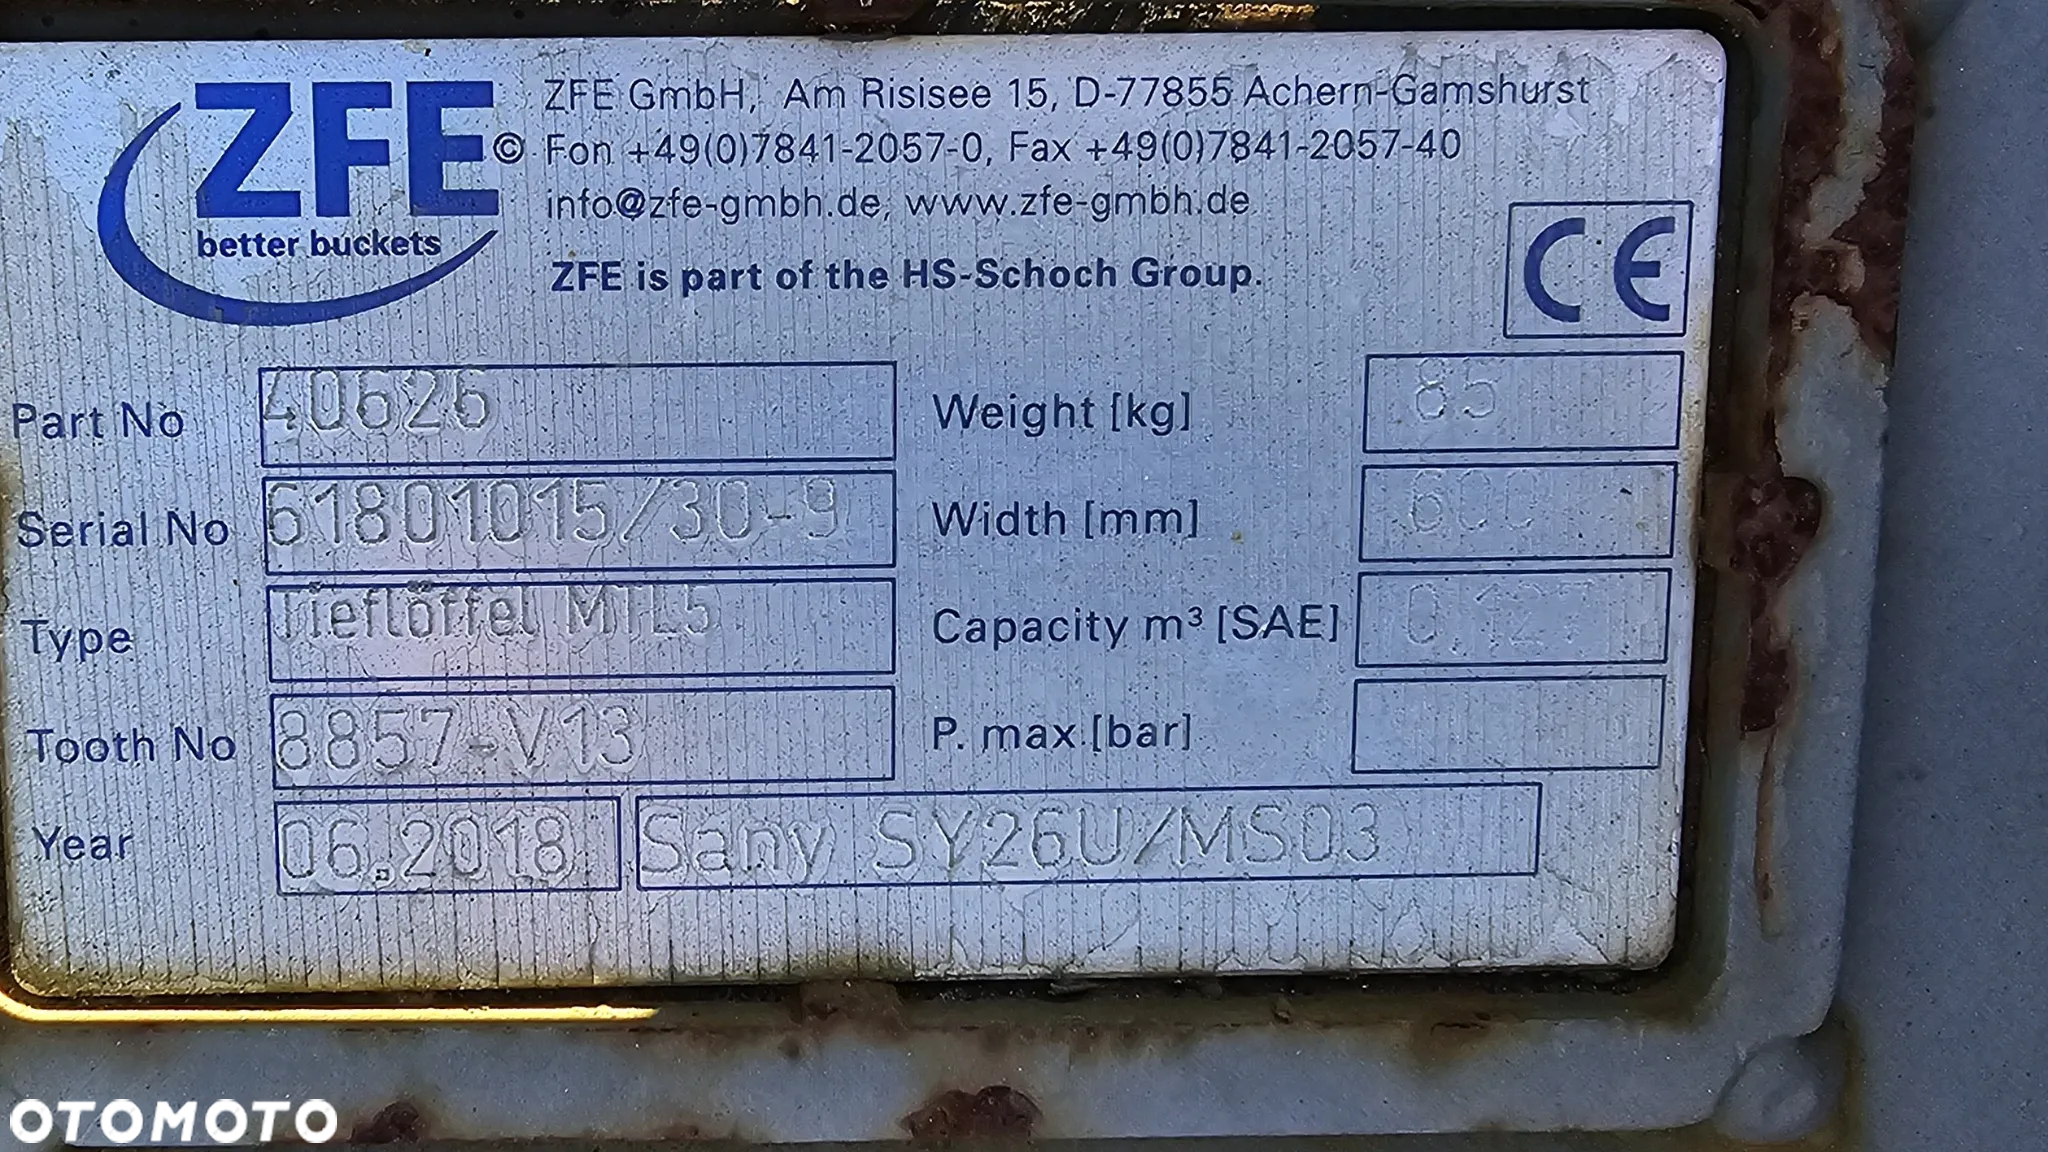 ZFE
better buckets
©
ZFE GmbH, Am Risisee 15, D-77855 Achern-Gamshurst
Fon +49(0)7841-2057-0, Fax +49(0)7841-2057-40
info@zfe-gmbh.de, www.zfe-gmbh.de
ZFE is part of the HS-Schoch Group.
CE
Part No 40626
Weight [kg] 85
Serial No 61801015/30-9
Width [mm] 600
Type Tieflöffel MTL5
Capacity m³ [SAE] 0,127
Tooth No 8857-V13
P. max.[bar]
Year 06.2018 Sany SY26U/MS03
OTOMOTO